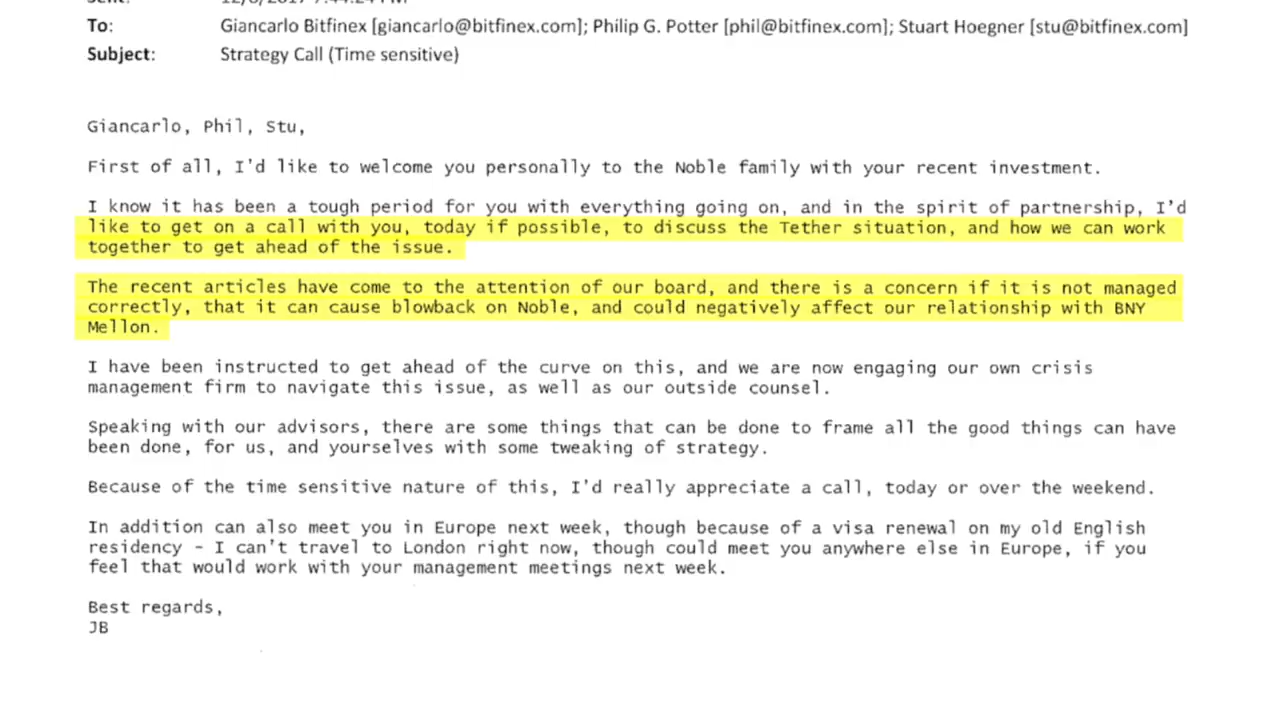 To: Giancarlo Bitfinex [giancarlo@bitfinex.com]; Philip G. Potter [phil@bitfinex.com]; Stuart Hoegner [stu@bitfinex.com]
Subject: Strategy Call (Time sensitive)
Giancarlo, Phil, Stu,
First of all, I'd like to welcome you personally to the Noble family with your recent investment.
I know it has been a tough period for you with everything going on, and in the spirit of partnership, I'd
like to get on a call with you, today if possible, to discuss the Tether situation, and how we can work
together to get ahead of the issue.
The recent articles have come to the attention of our board, and there is a concern if it is not managed
correctly, that it can cause blowback on Noble, and could negatively affect our relationship with BNY
Mellon.
I have been instructed to get ahead of the curve on this, and we are now engaging our own crisis
management firm to navigate this issue, as well as our outside counsel.
Speaking with our advisors, there are some things that can be done to frame all the good things can have
been done, for us, and yourselves with some tweaking of strategy.
Because of the time sensitive nature of this, I'd really appreciate a call, today or over the weekend.
In addition can also meet you in Europe next week, though because of a visa renewal on my old English
residency - I can't travel to London right now, though could meet you anywhere else in Europe, if you
feel that would work with your management meetings next week.
Best regards,
JB